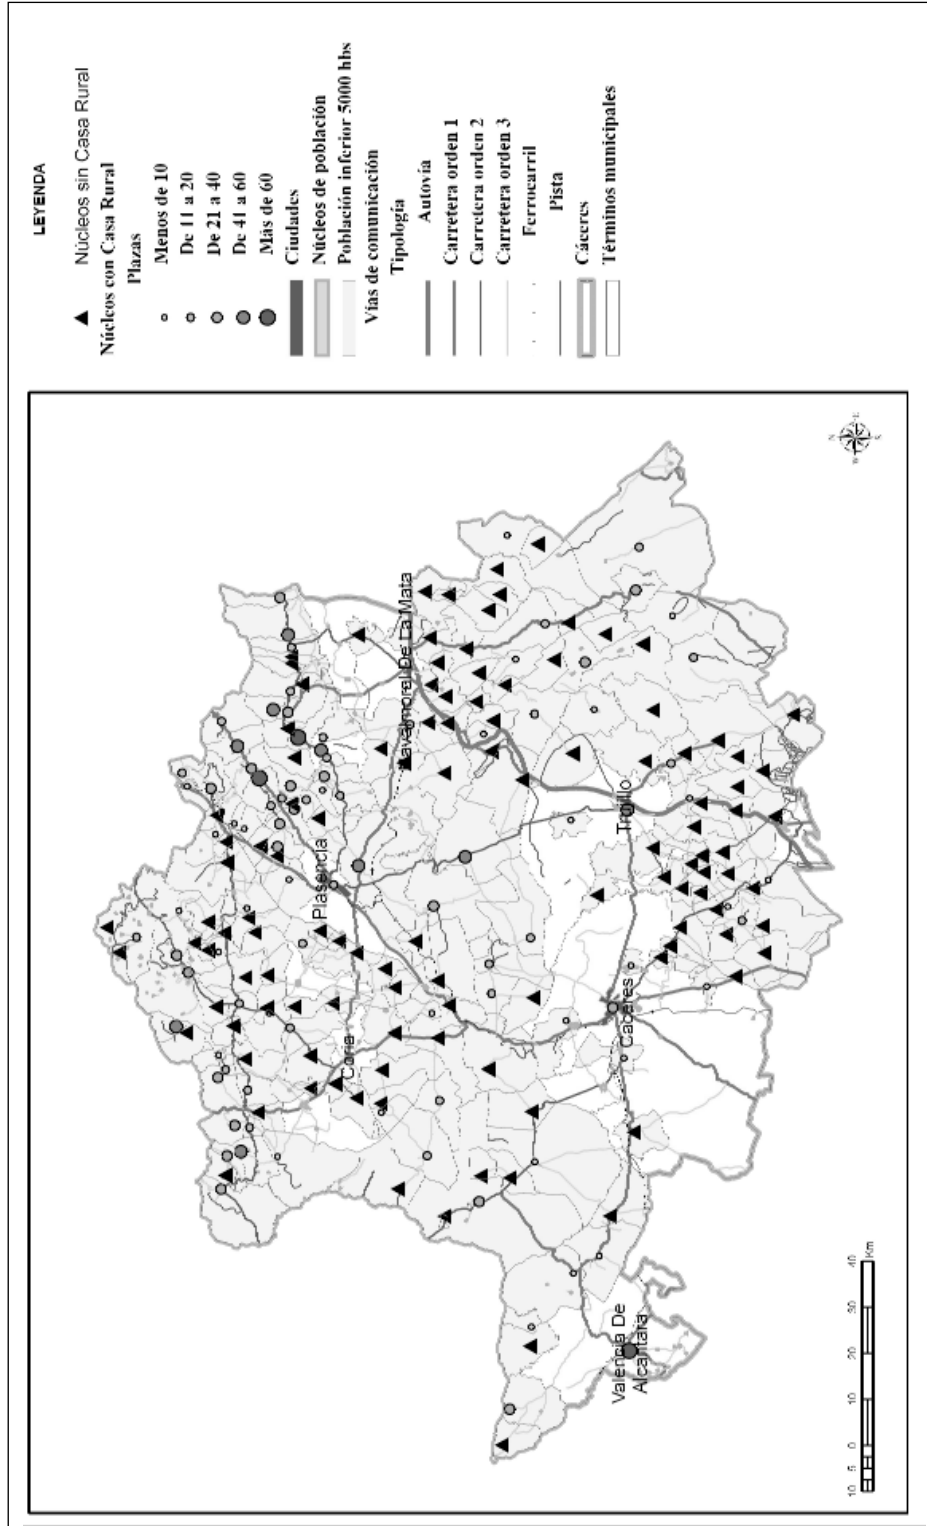 LEYENDA
Núcleos sin Casa Rural
Núcleos con Casa Rural
Plazas
Menos de 10
De 11 a 20
De 21 a 40
De 41 a 60
Más de 60
Ciudades
Núcleos de población
Población inferior 5000 hbs
Vías de comunicación
Tipología
Autovía
Carretera orden 1
Carretera orden 2
Carretera orden 3
Ferrocarril
Pista
Cáceres
Términos municipales
Plasencia
Navalmoral De La Mata
Coria
Trujillo
Cáceres
Valencia De
Alcántara
N
W
E
S
10 5 0 10 20 30 40
Km